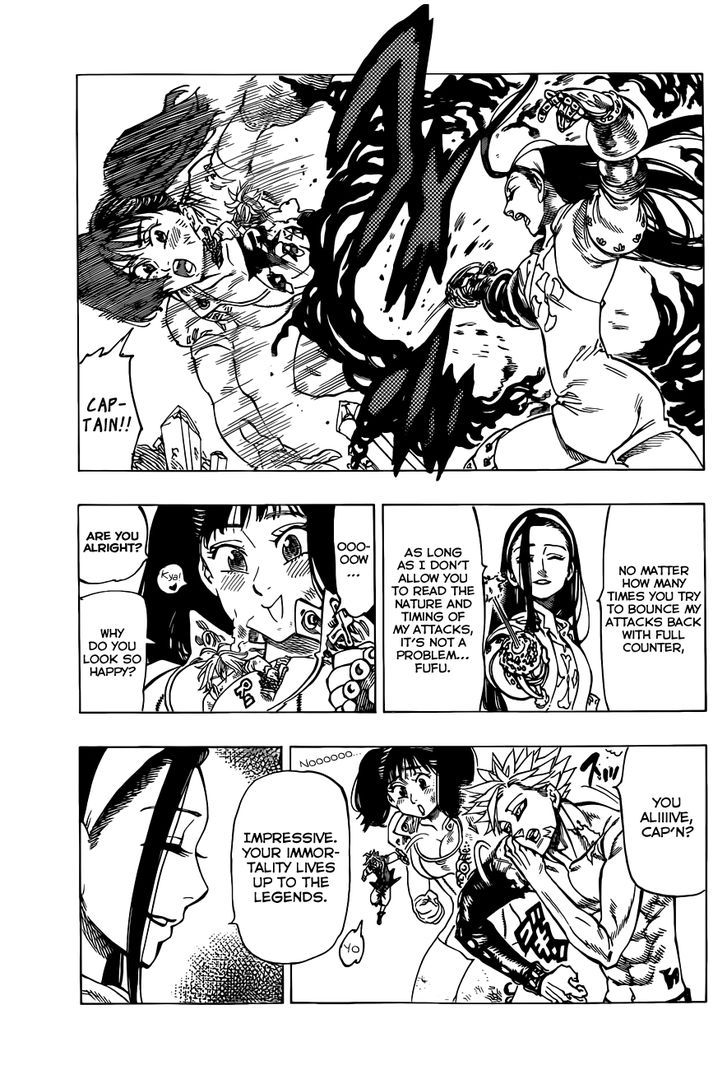 CAP-
TAIN!!
NO MATTER
HOW MANY
TIMES YOU TRY
TO BOUNCE MY
ATTACKS BACK
WITH FULL
COUNTER,
AS LONG
AS I DON'T
ALLOW YOU
TO READ THE
NATURE AND
TIMING OF
MY ATTACKS,
IT'S NOT A
PROBLEM...
FUFU.
OOO-
OOOW
...
ARE YOU
ALRIGHT?
Kya!
WHY
DO YOU
LOOK SO
HAPPY?
YOU
ALIIIVE,
CAP'N?
Noooooo...
YO
IMPRESSIVE.
YOUR IMMOR-
TALITY LIVES
UP TO THE
LEGENDS.